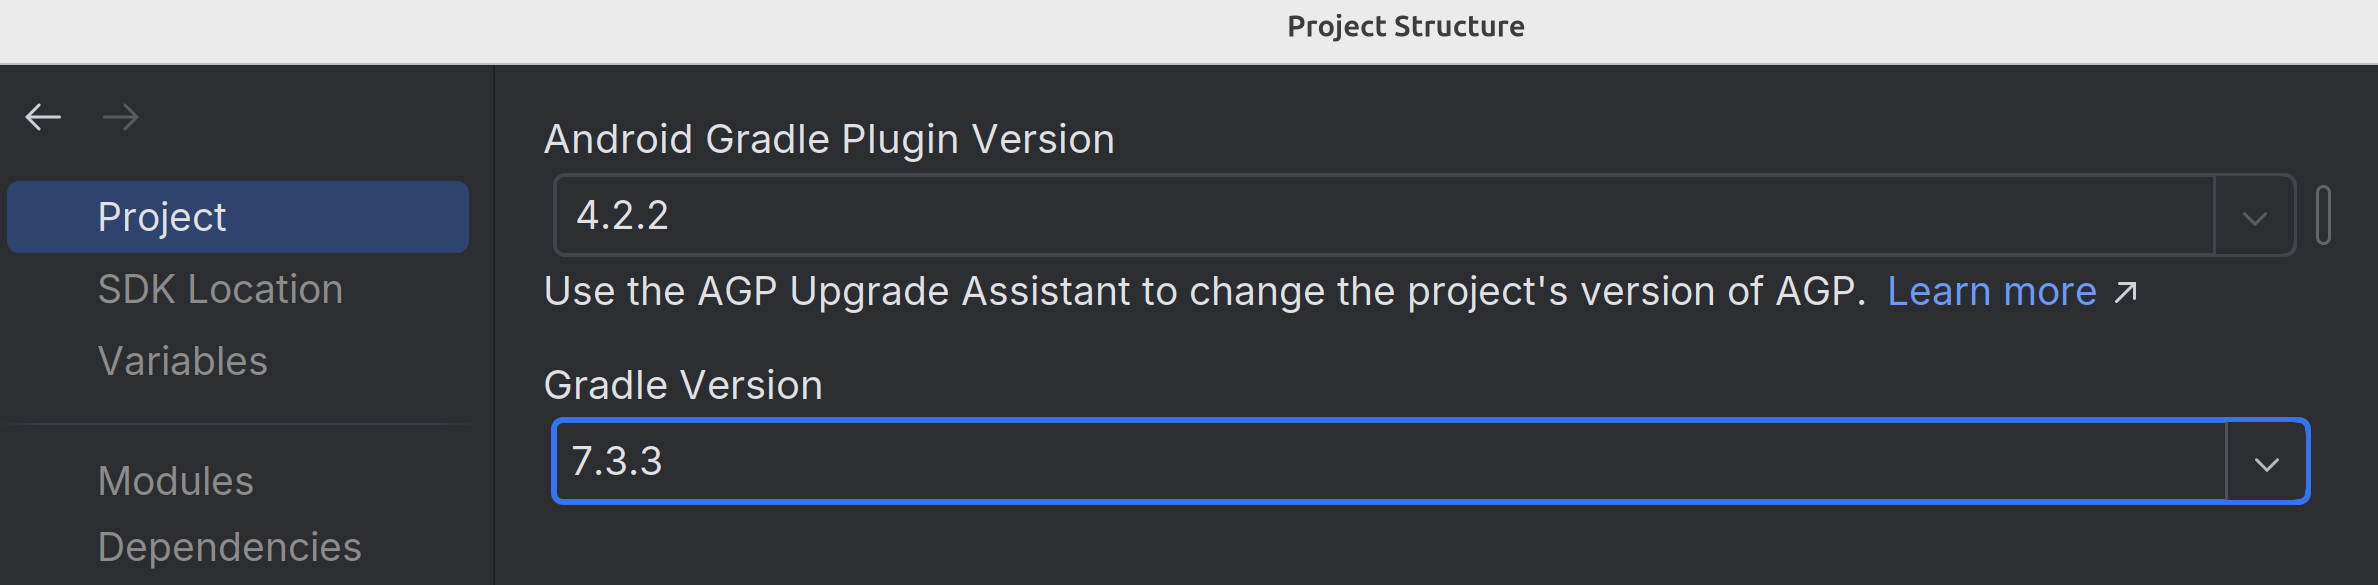 Project Structure
Project
SDK Location
Variables
Modules
Dependencies
Android Gradle Plugin Version
4.2.2
Use the AGP Upgrade Assistant to change the project's version of AGP. Learn more
Gradle Version
7.3.3